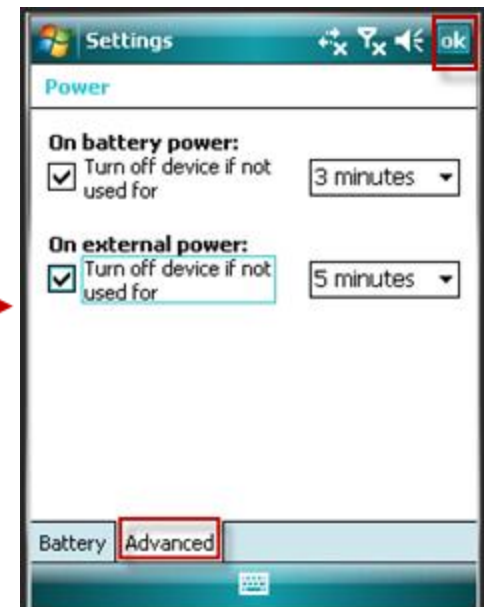 Settings ok
Power
On battery power:
Turn off device if not
used for
3 minutes
On external power:
Turn off device if not
used for
5 minutes
Battery Advanced